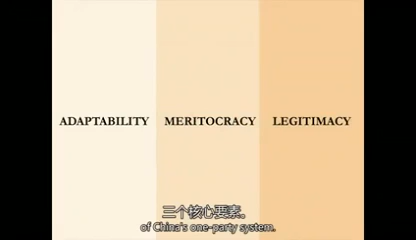 ADAPTABILITY MERITOCRACY LEGITIMACY
三个核心要素。
of China's one-party system.